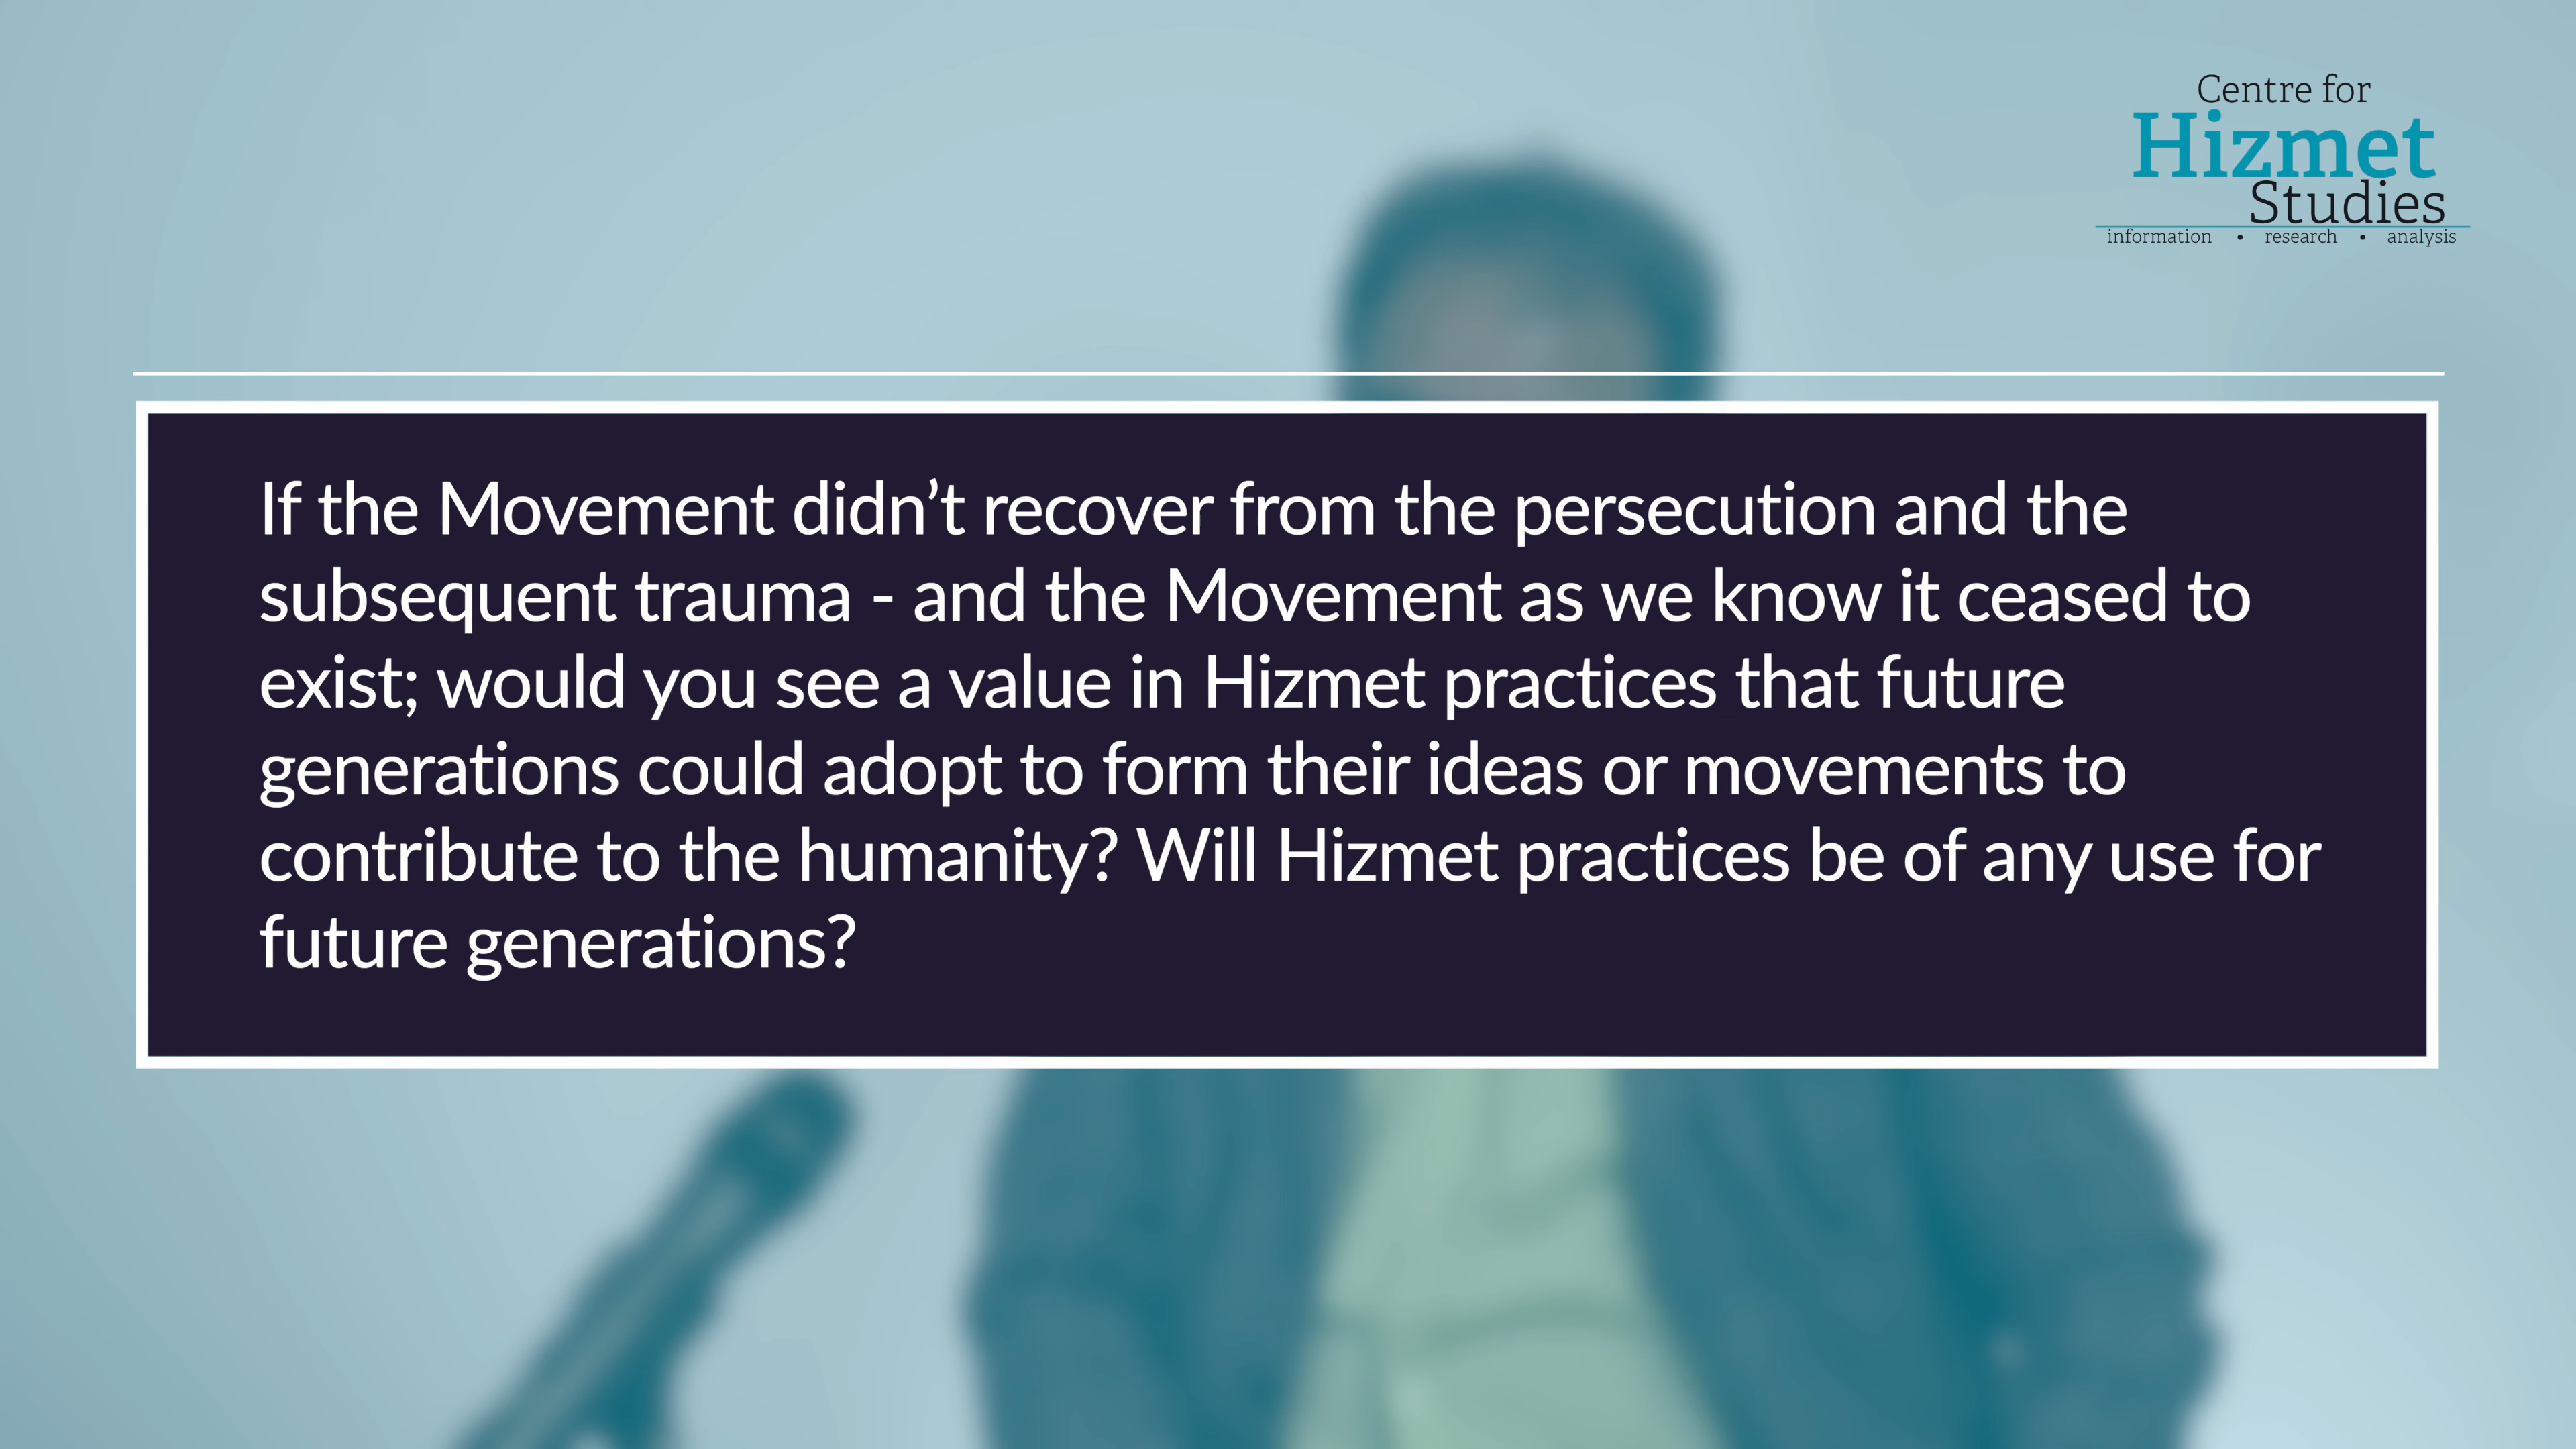 Centre for
Hizmet
Studies
information • research • analysis
If the Movement didn’t recover from the persecution and the
subsequent trauma - and the Movement as we know it ceased to
exist; would you see a value in Hizmet practices that future
generations could adopt to form their ideas or movements to
contribute to the humanity? Will Hizmet practices be of any use for
future generations?